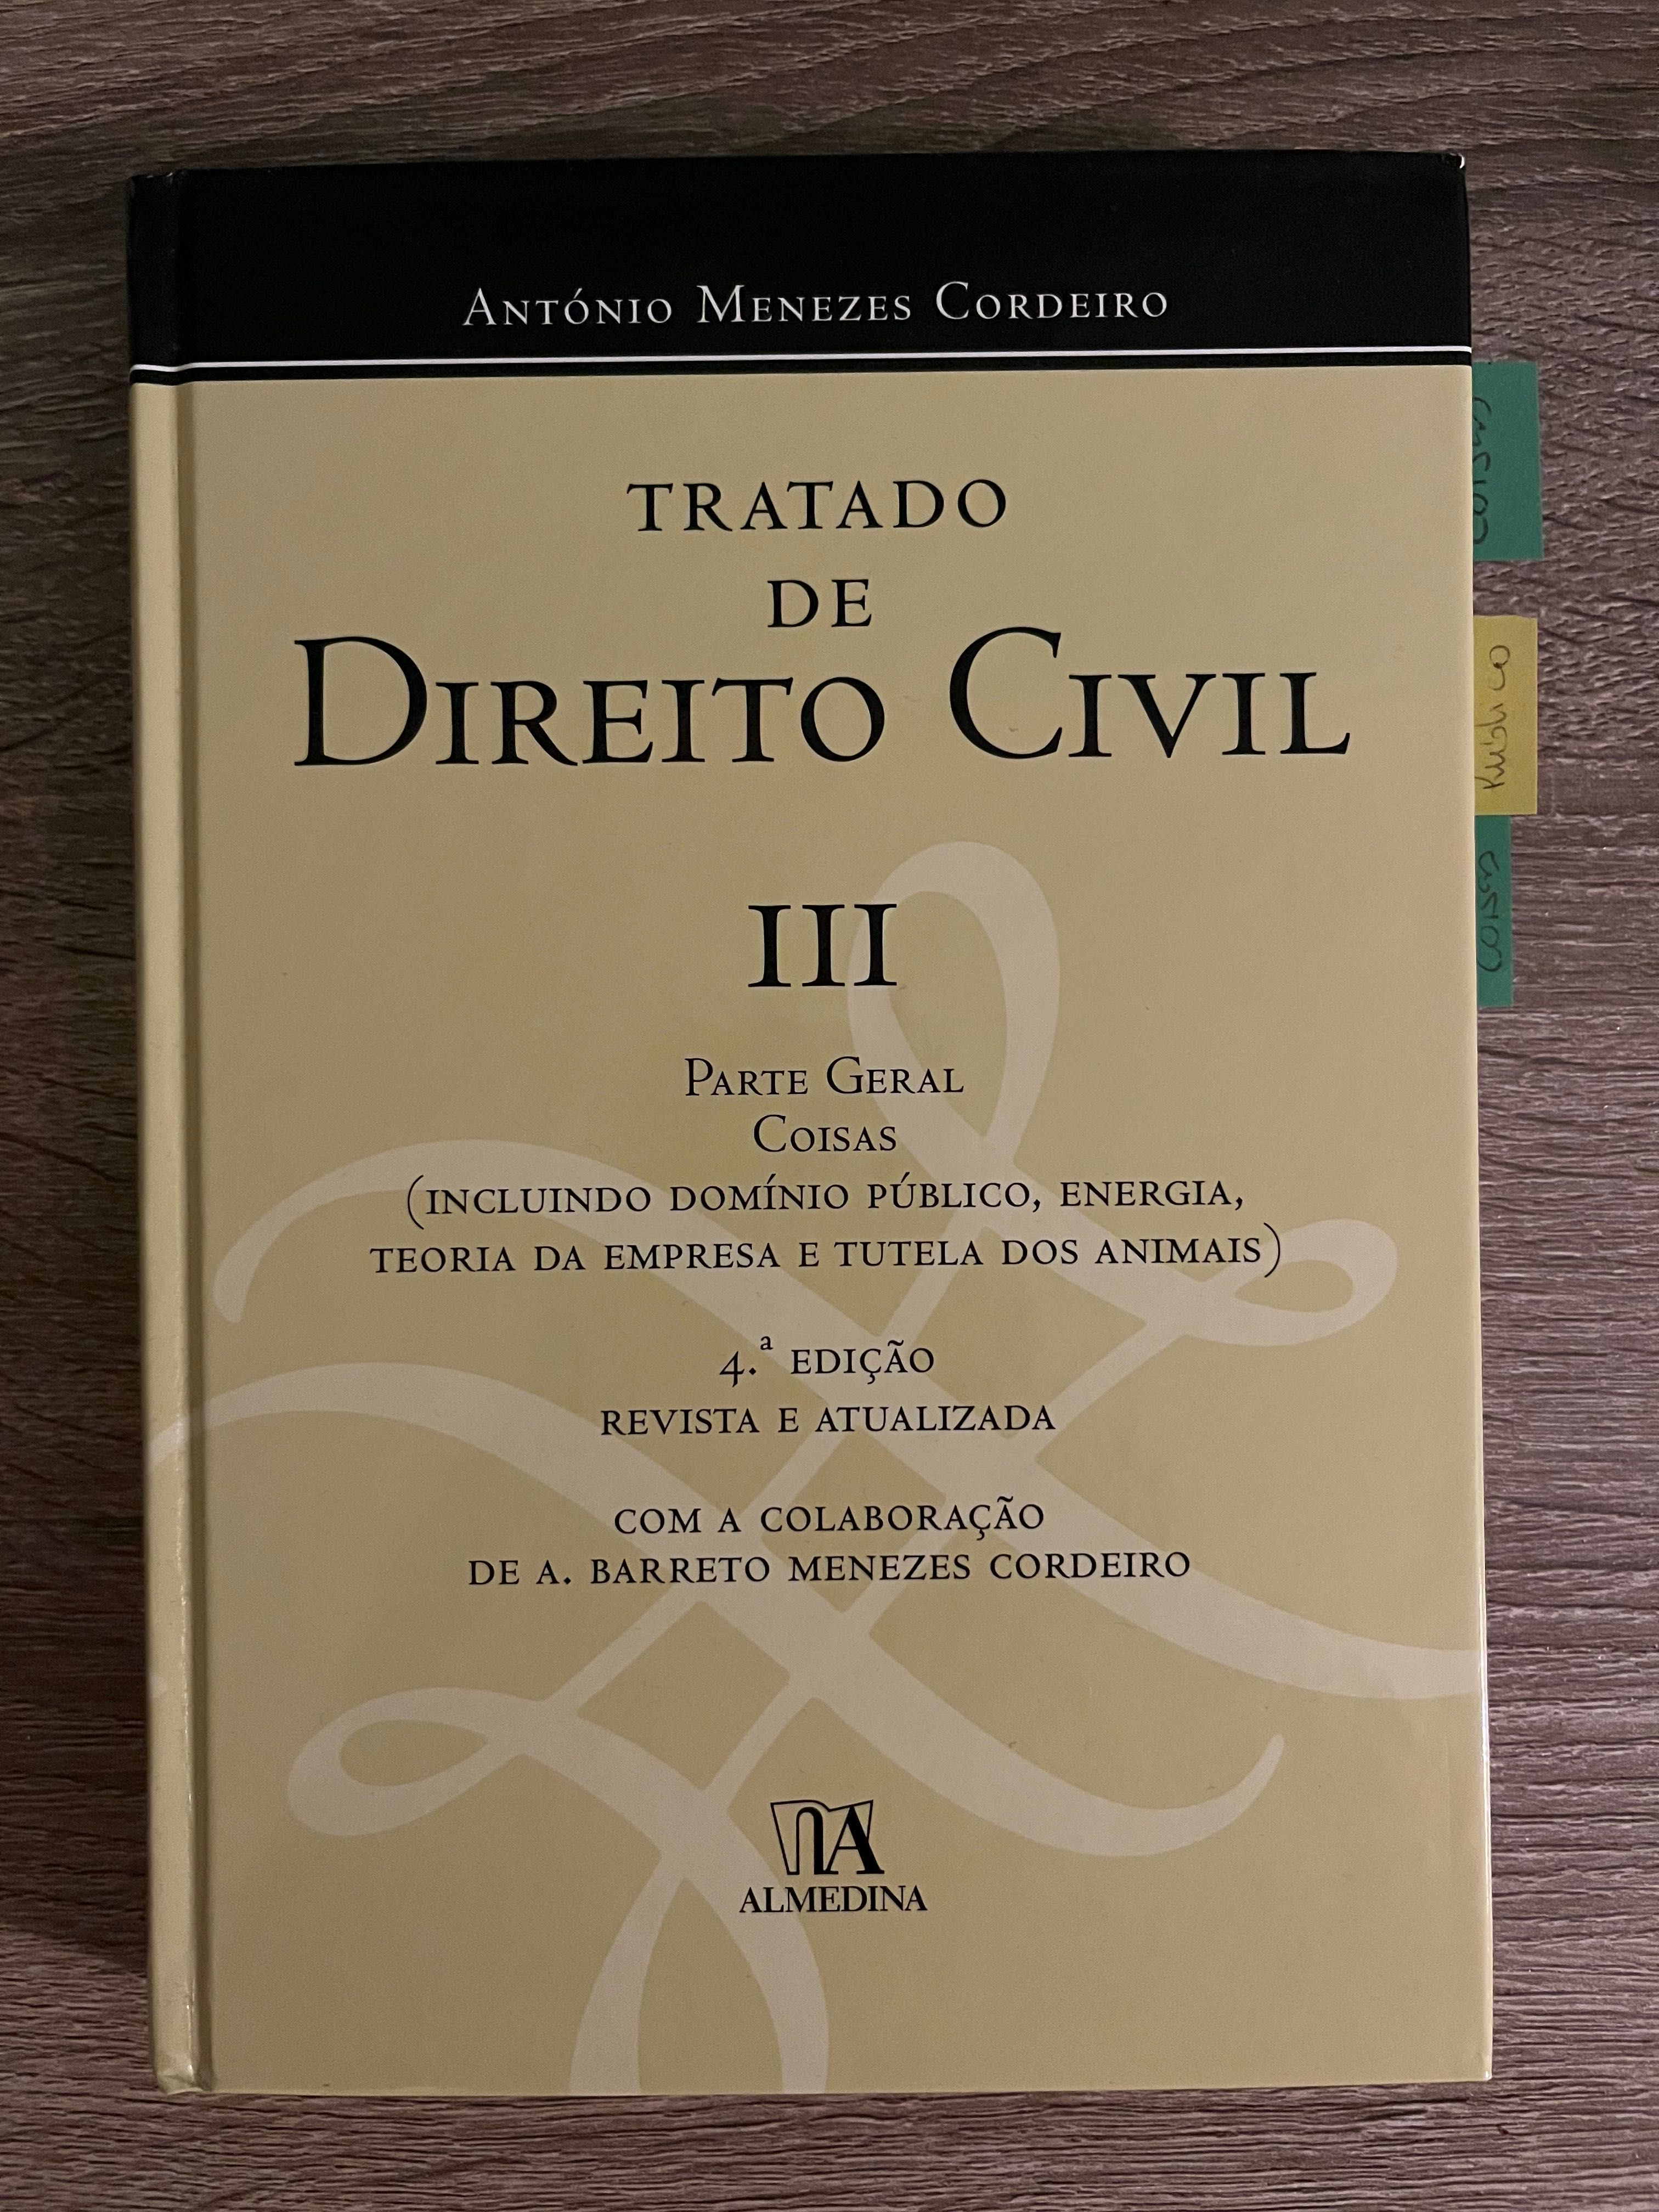 António Menezes Cordeiro
TRATADO
DE
Direito Civil
III
Parte Geral
Coisas
(incluindo domínio público, energia,
teoria da empresa e tutela dos animais)
4.ª edição
revista e atualizada
com a colaboração
de A. Barreto Menezes Cordeiro
ALMEDINA